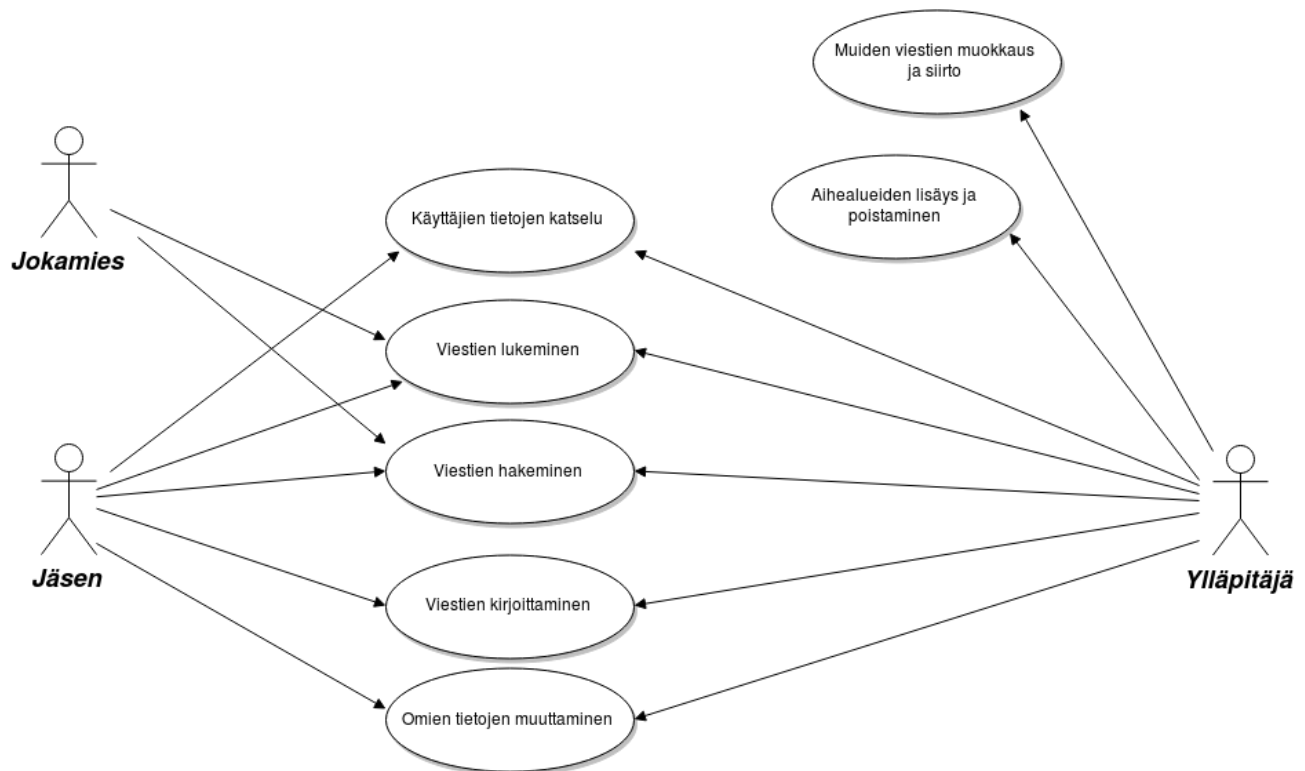 Muiden viestien muokkaus
ja siirto
Aihealueiden lisäys ja
poistaminen
Jokamies
Käyttäjien tietojen katselu
Viestien lukeminen
Viestien hakeminen
Jäsen
Ylläpitäjä
Viestien kirjoittaminen
Omien tietojen muuttaminen